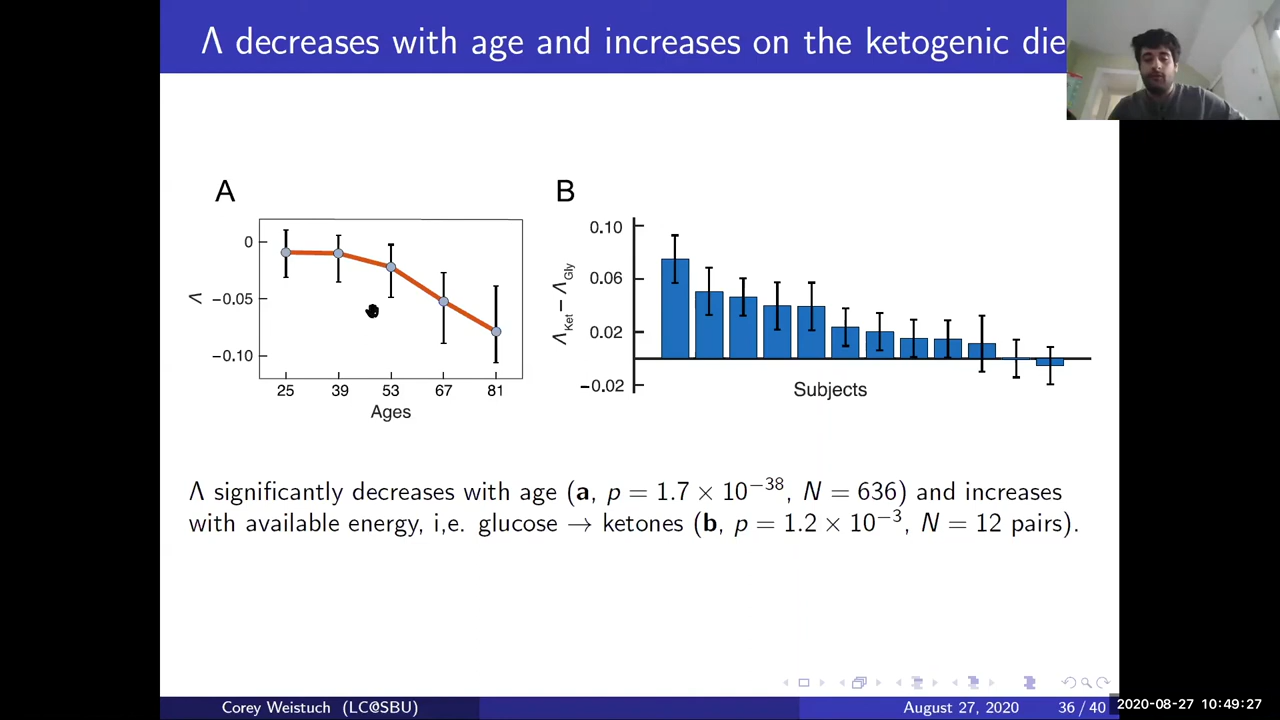 Λ decreases with age and increases on the ketogenic die
A
B
0
−0.05
−0.10
Λ
25 39 53 67 81
Ages
0.10
0.06
0.02
−0.02
Λ_Ket − Λ_Gly
Subjects
Λ significantly decreases with age (a, p = 1.7 × 10⁻³⁸, N = 636) and increases
with available energy, i,e. glucose → ketones (b, p = 1.2 × 10⁻³, N = 12 pairs).
Corey Weistuch (LC@SBU)
August 27, 2020
36 / 40
2020-08-27 10:49:27